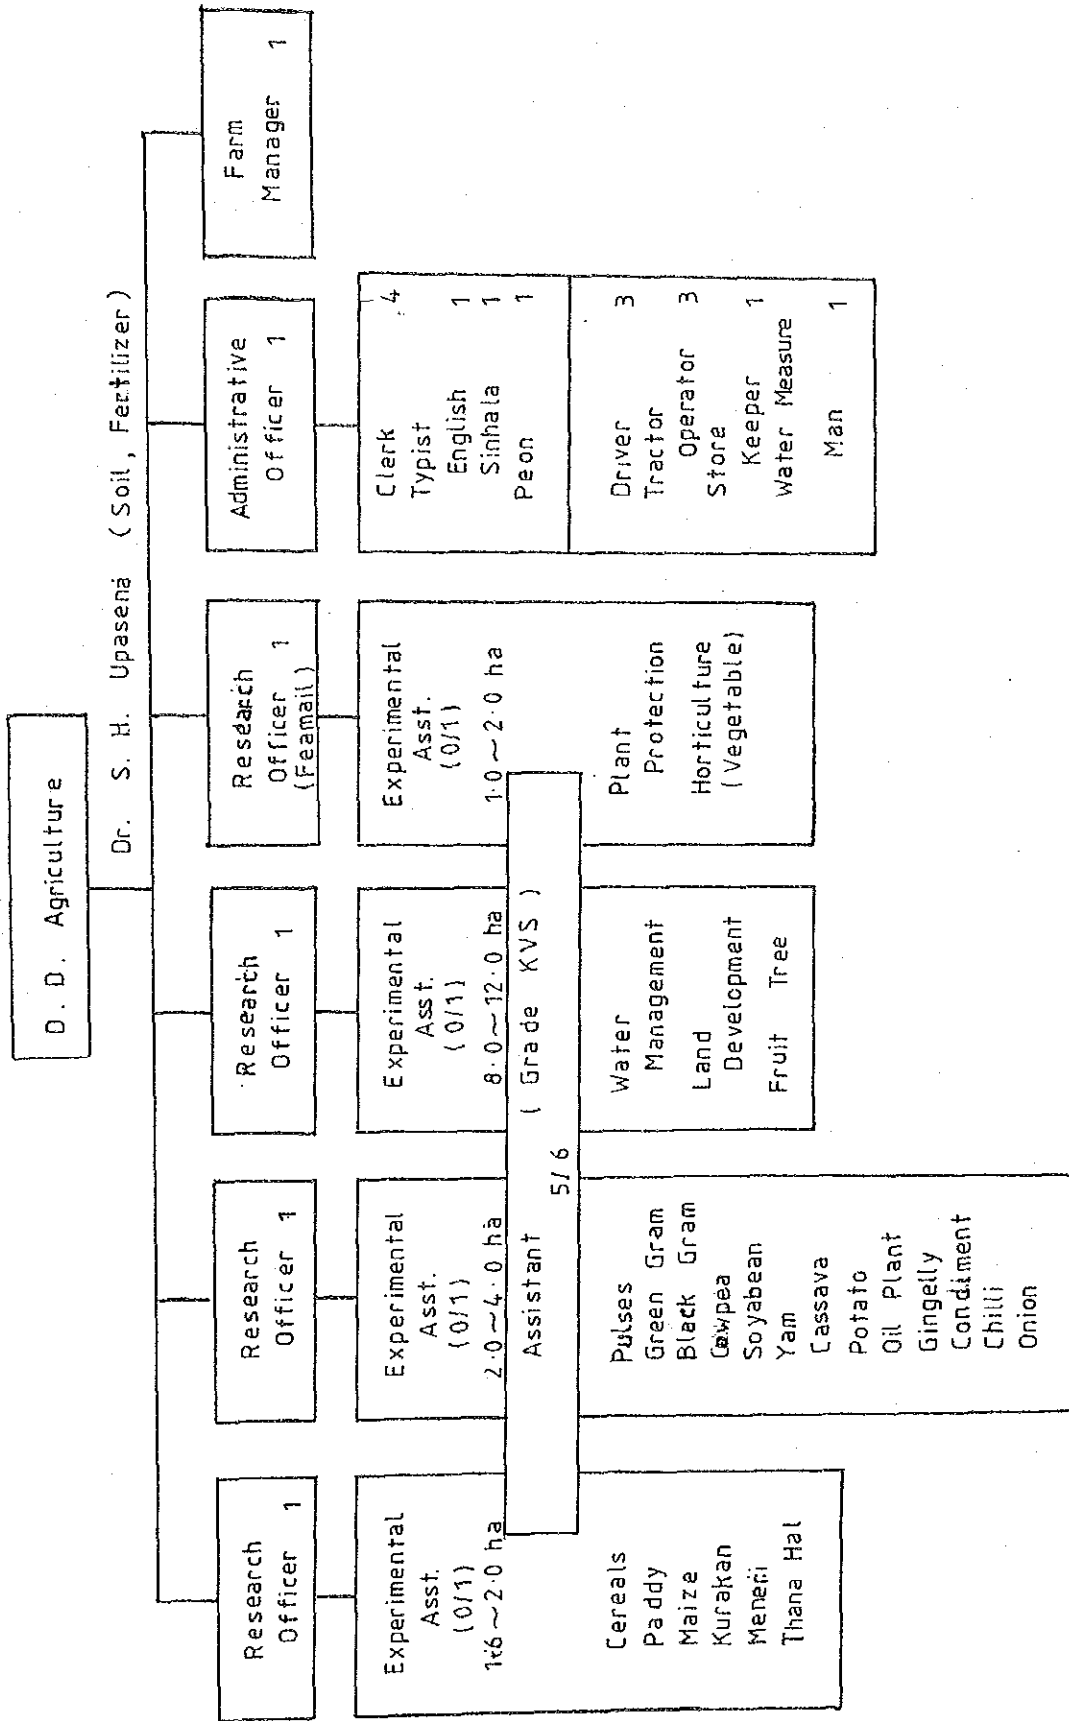 D.D. Agriculture
Dr. S. H. Upasena (Soil, Fertilizer)
Research
Officer 1
Experimental
Asst.
(0/1)
1.6~2.0 ha
Cereals
Paddy
Maize
Kurakan
Meneri
Thana Hal
Research
Officer 1
Experimental
Asst.
(0/1)
2.0~4.0 ha
Pulses
Green Gram
Black Gram
Cowpea
Soyabean
Yam
Cassava
Potato
Oil Plant
Gingelly
Condiment
Chilli
Onion
Research
Officer 1
Experimental
Asst.
(0/1)
8.0~12.0 ha
Water
Management
Land
Development
Fruit Tree
Research
Officer 1
(Feamail)
Experimental
Asst.
(0/1)
1.0~2.0 ha
Plant
Protection
Horticulture
(Vegetable)
Assistant (Grade KVS)
5/6
Administrative
Officer 1
Clerk 4
Typist
English 1
Sinhala 1
Peon 1
Driver 3
Tractor
Operator 3
Store
Keeper 1
Water Measure
Man 1
Farm
Manager 1